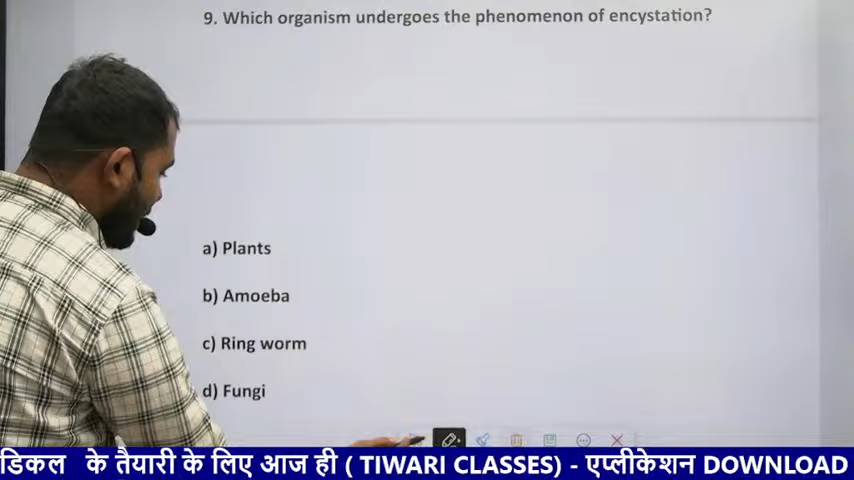 9. Which organism undergoes the phenomenon of encystation?
a) Plants
b) Amoeba
c) Ring worm
d) Fungi
डिकल के तैयारी के लिए आज ही ( TIWARI CLASSES) - एप्लीकेशन DOWNLOAD